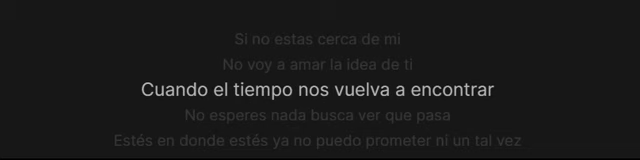 Si no estas cerca de mi
No voy a amar la idea de ti
Cuando el tiempo nos vuelva a encontrar
No esperes nada busca ver que pasa
Estés en donde estés ya no puedo prometer ni un tal vez